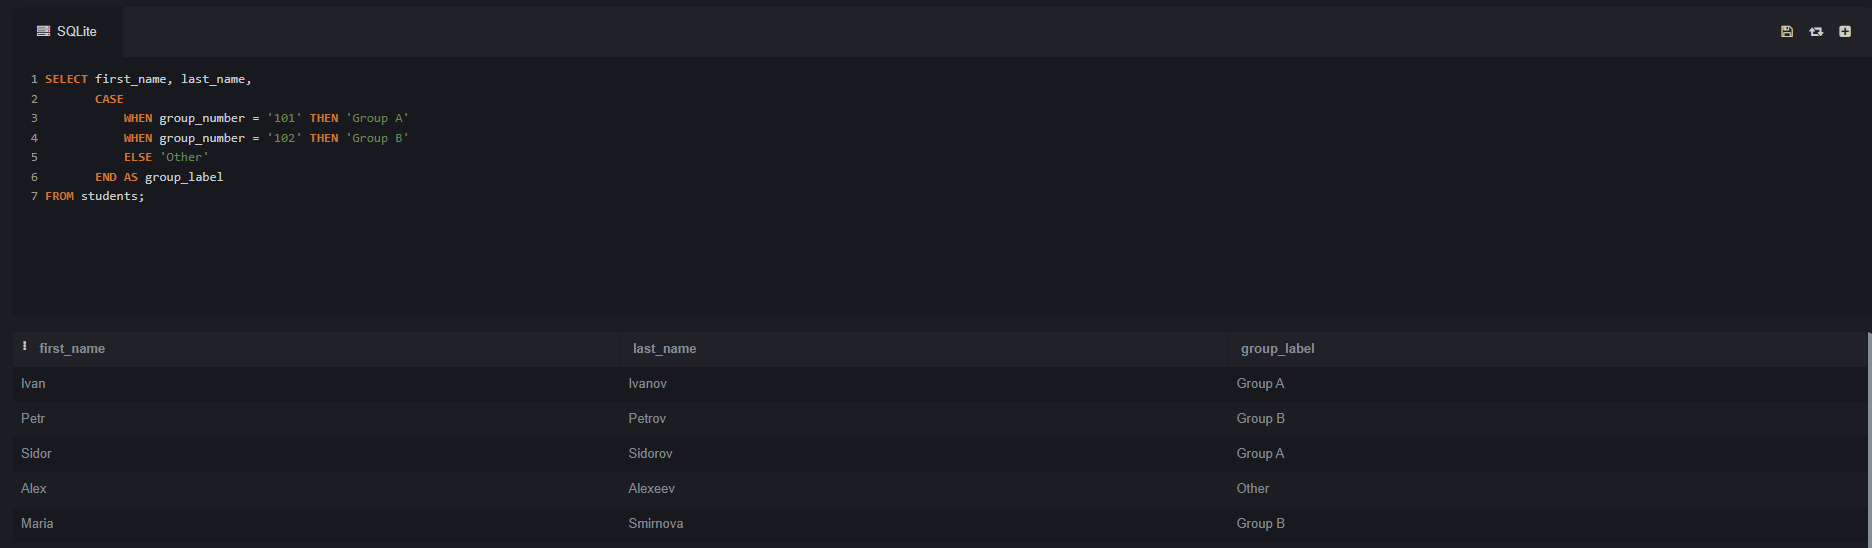 SQLite
1 SELECT first_name, last_name,
2        CASE
3            WHEN group_number = '101' THEN 'Group A'
4            WHEN group_number = '102' THEN 'Group B'
5            ELSE 'Other'
6        END AS group_label
7 FROM students;
first_name last_name group_label
Ivan Ivanov Group A
Petr Petrov Group B
Sidor Sidorov Group A
Alex Alexeev Other
Maria Smirnova Group B